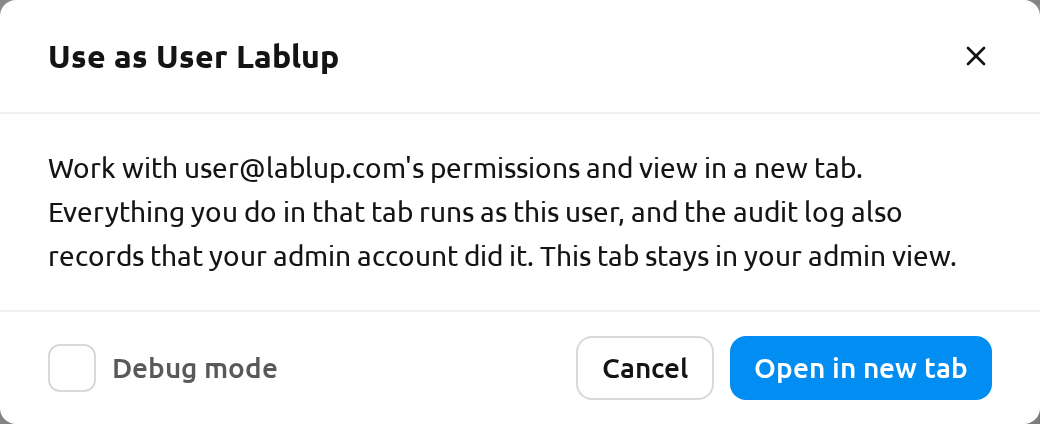 Use as User Lablup
Work with user@lablup.com's permissions and view in a new tab.
Everything you do in that tab runs as this user, and the audit log also
records that your admin account did it. This tab stays in your admin view.
Debug mode
Cancel
Open in new tab